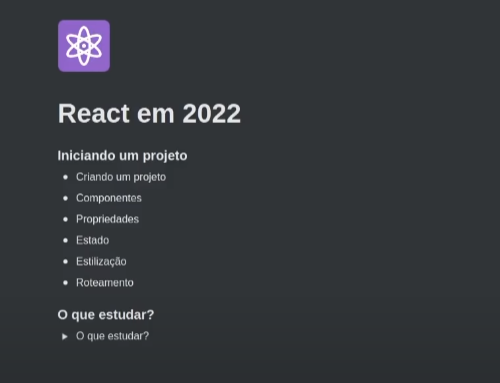 React em 2022
Iniciando um projeto
Criando um projeto
Componentes
Propriedades
Estado
Estilização
Roteamento
O que estudar?
O que estudar?